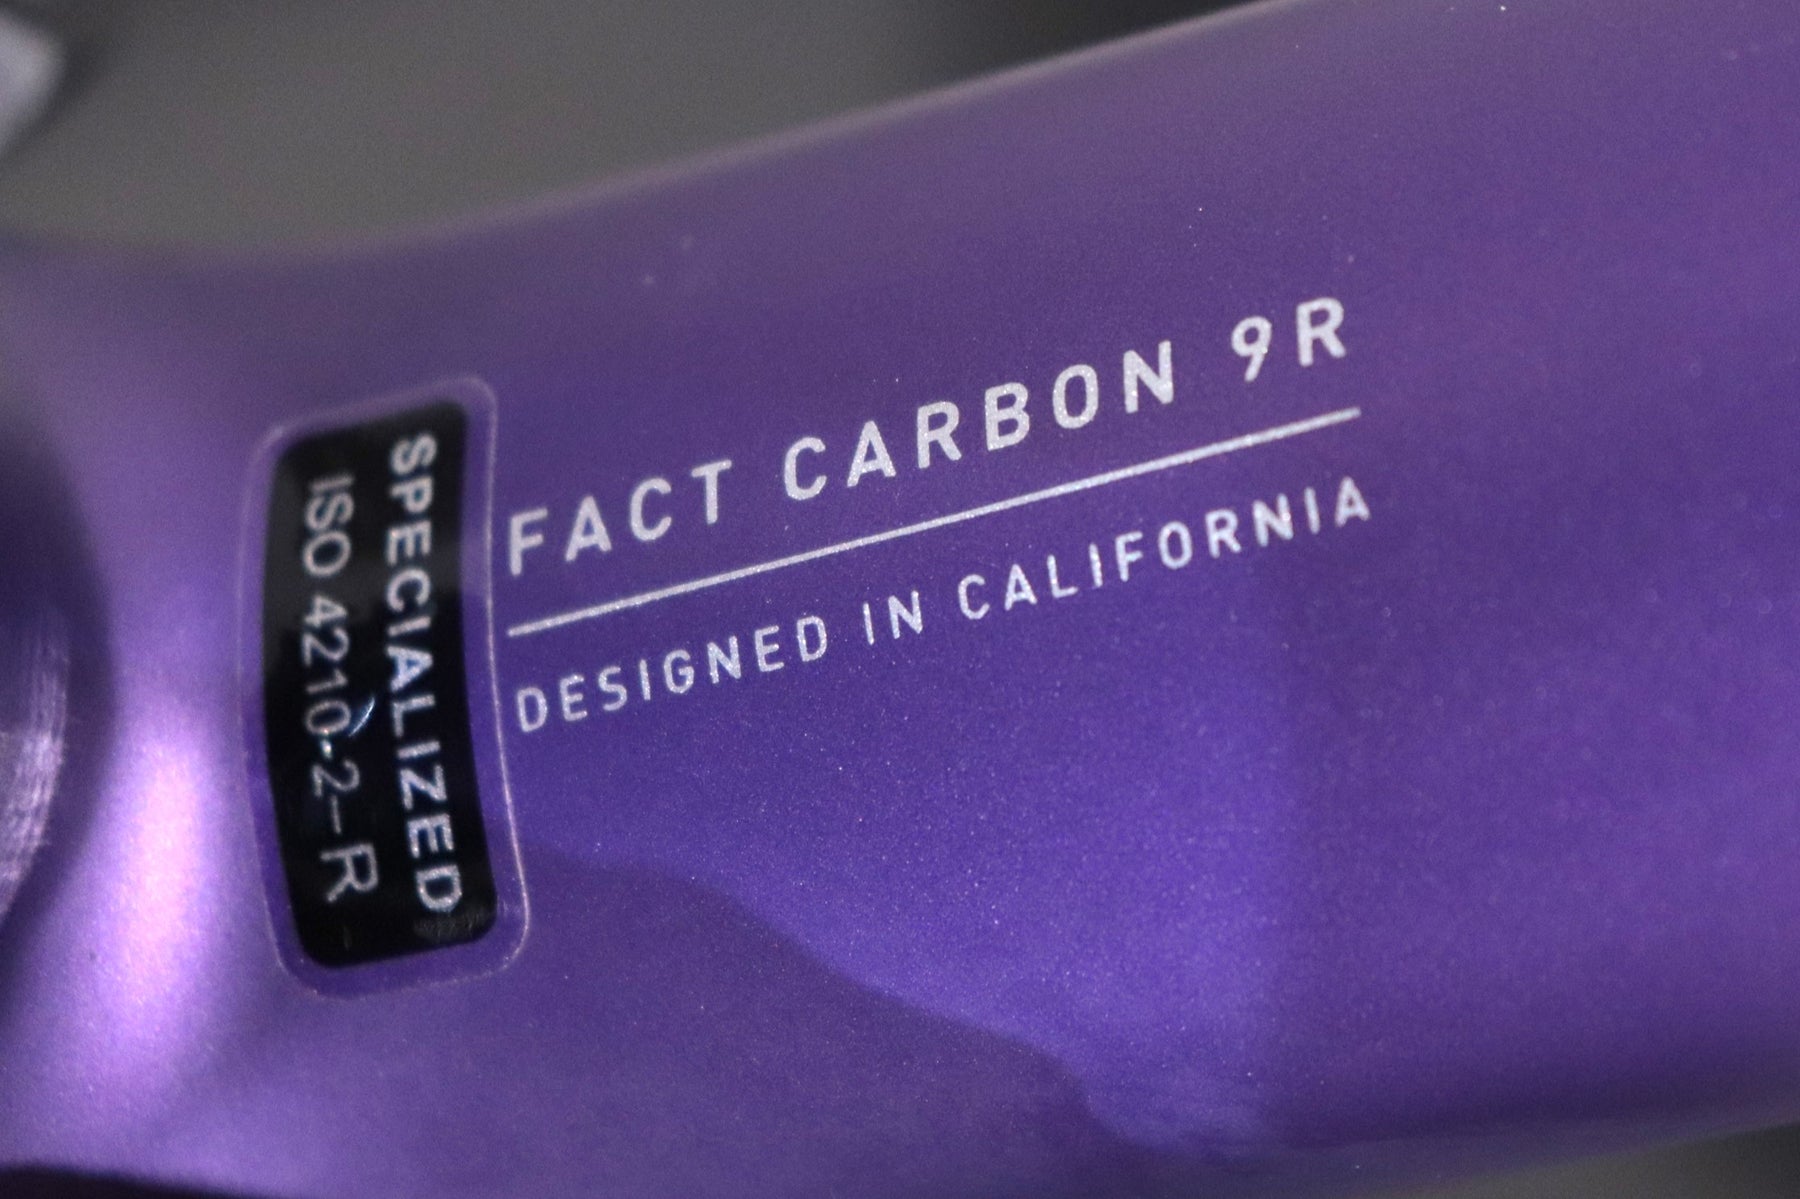 SPECIALIZED
ISO 4210-2-R
FACT CARBON 9R
DESIGNED IN CALIFORNIA